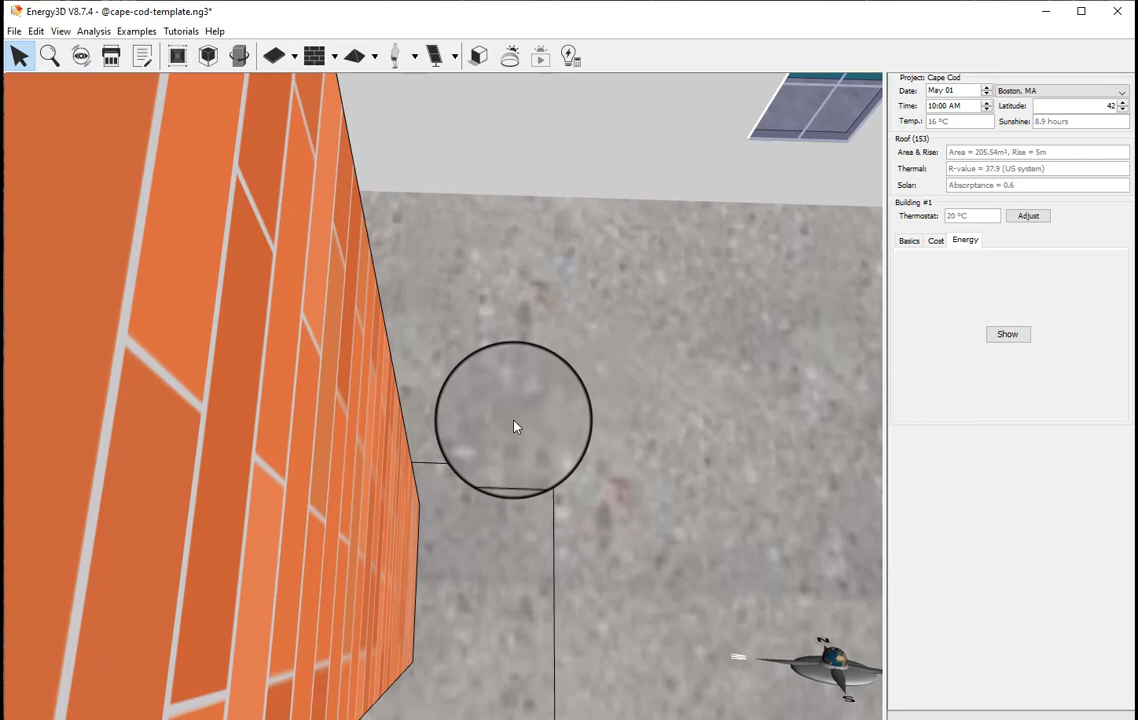 Energy3D V8.7.4 - @cape-cod-template.ng3*
File Edit View Analysis Examples Tutorials Help
Project: Cape Cod
Date: May 01 Boston, MA
Time: 10:00 AM Latitude: 42
Temp.: 16 ºC Sunshine: 8.9 hours
Roof (153)
Area & Rise: Area = 205.54m², Rise = 5m
Thermal: R-value = 37.9 (US system)
Solar: Absorptance = 0.6
Building #1
Thermostat: 20 ºC Adjust
Basics Cost Energy
Show
N
S